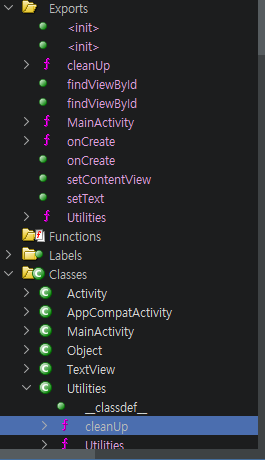 Exports
<init>
<init>
cleanUp
findViewById
findViewById
MainActivity
onCreate
onCreate
setContentView
setText
Utilities
Functions
Labels
Classes
Activity
AppCompatActivity
MainActivity
Object
TextView
Utilities
__classdef__
cleanUp
Utilities